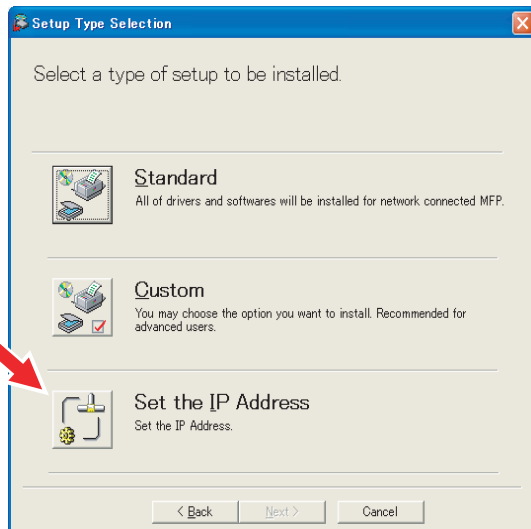 Setup Type Selection
Select a type of setup to be installed.
Standard
All of drivers and softwares will be installed for network connected MFP.
Custom
You may choose the option you want to install. Recommended for
advanced users.
Set the IP Address
Set the IP Address.
< Back Next > Cancel